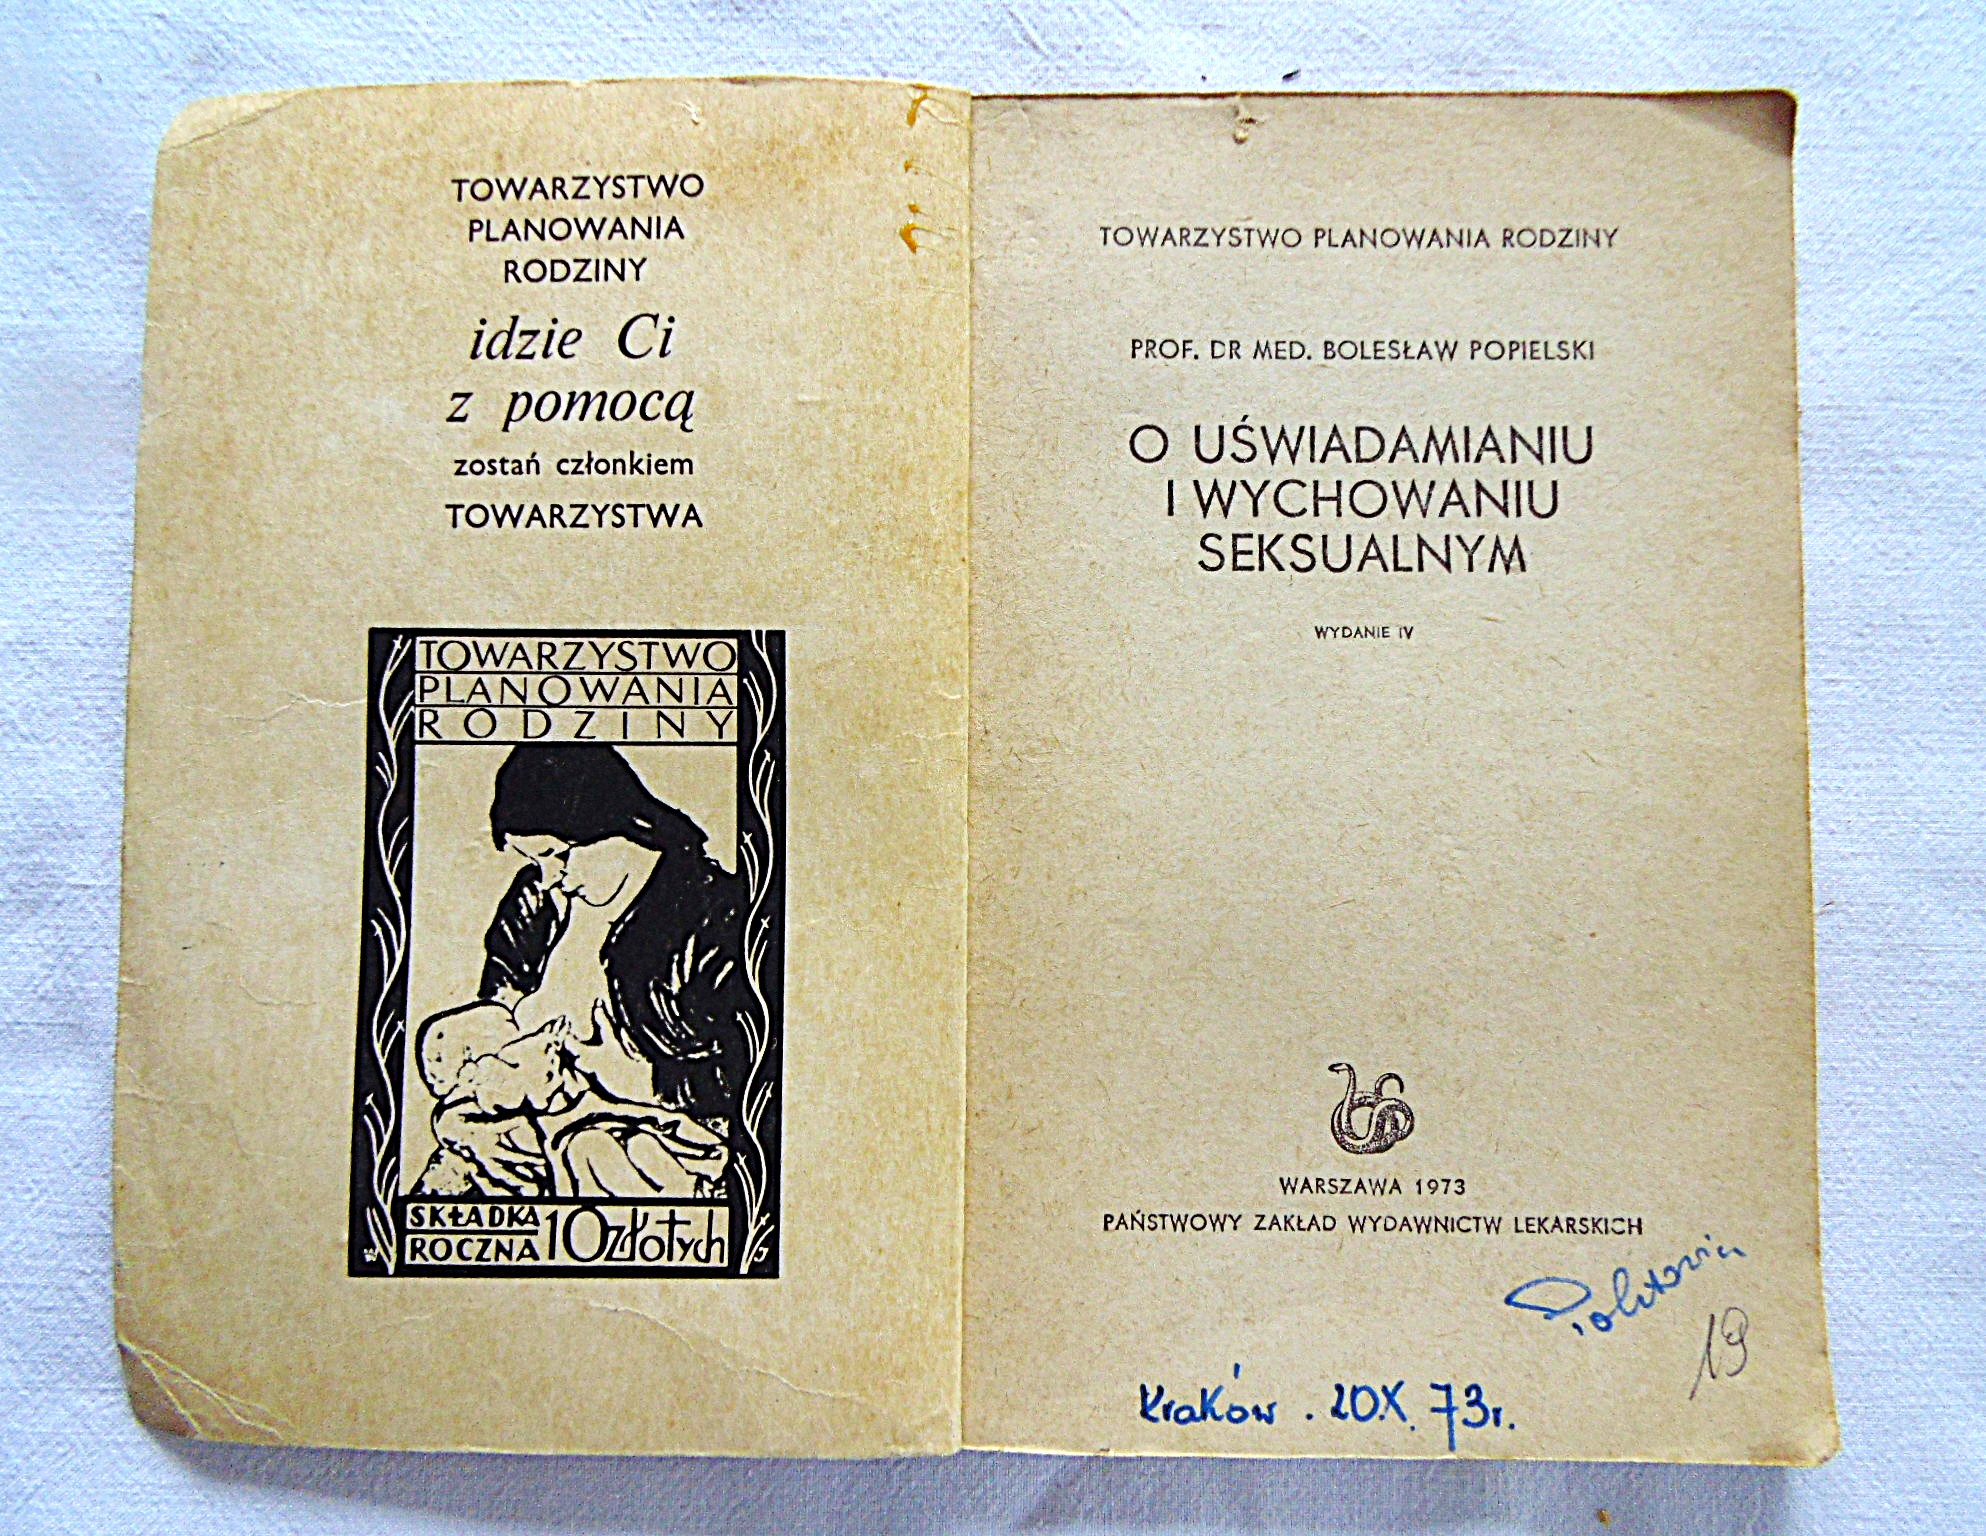 TOWARZYSTWO
PLANOWANIA
RODZINY
idzie Ci
z pomocą
zostań członkiem
TOWARZYSTWA
TOWARZYSTWO
PLANOWANIA
RODZINY
SKŁADKA
ROCZNA 10 złotych
TOWARZYSTWO PLANOWANIA RODZINY
PROF. DR MED. BOLESŁAW POPIELSKI
O UŚWIADAMIANIU
I WYCHOWANIU
SEKSUALNYM
WYDANIE IV
WARSZAWA 1973
PAŃSTWOWY ZAKŁAD WYDAWNICTW LEKARSKICH
19
Kraków . 20.X. 73r.